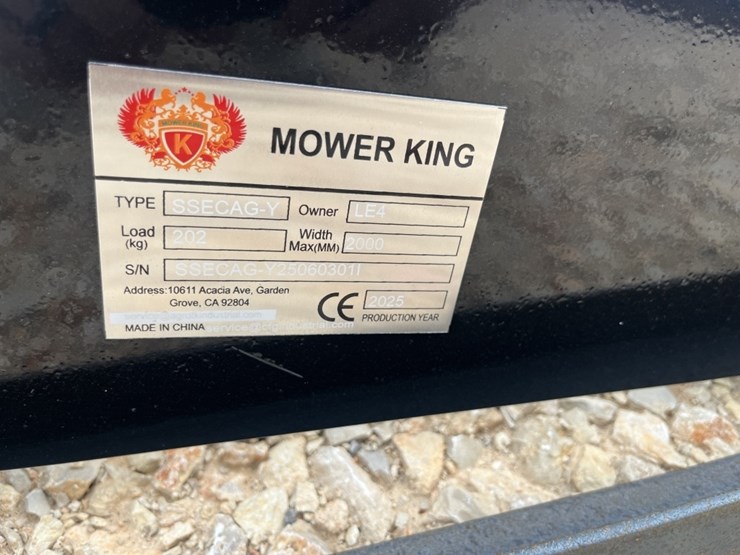 K
MOWER KING
TYPE SSECAG-Y Owner LE4
Load (kg) 202 Width Max(MM) 2000
S/N SSECAG-Y25060301I
Address:10611 Acacia Ave, Garden
Grove, CA 92804
CE 2025
MADE IN CHINA PRODUCTION YEAR